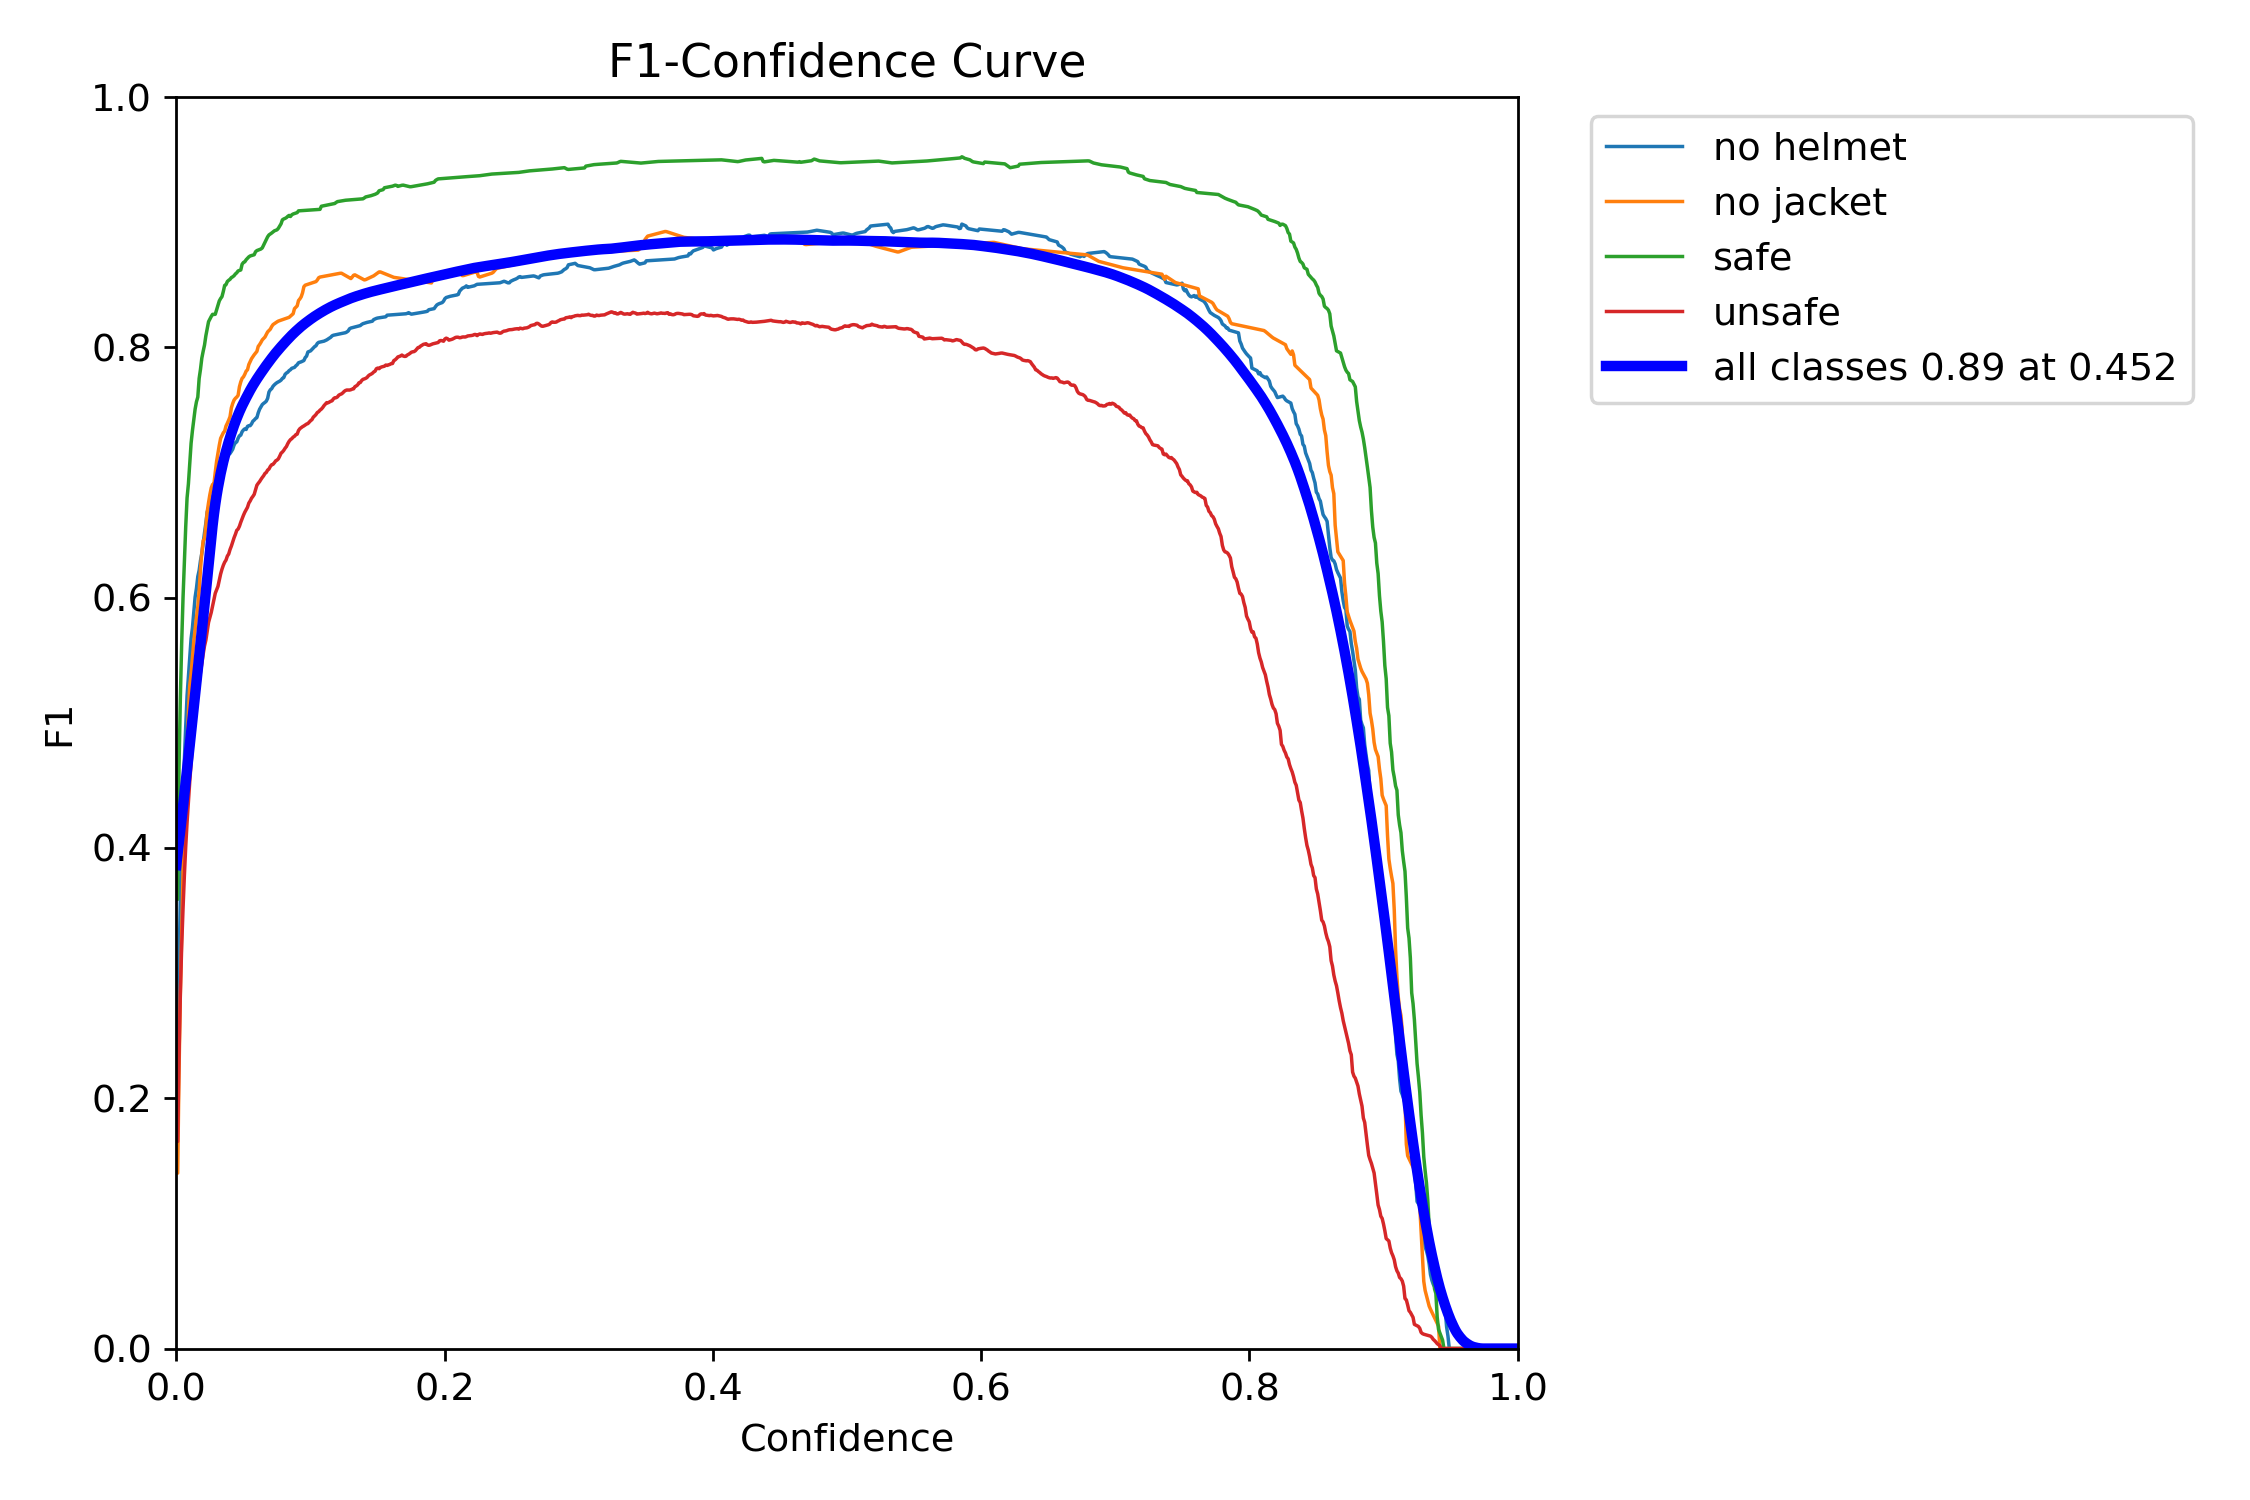 F1-Confidence Curve
1.0
0.8
0.6
0.4
0.2
0.0
F1
0.0 0.2 0.4 0.6 0.8 1.0
Confidence
no helmet
no jacket
safe
unsafe
all classes 0.89 at 0.452